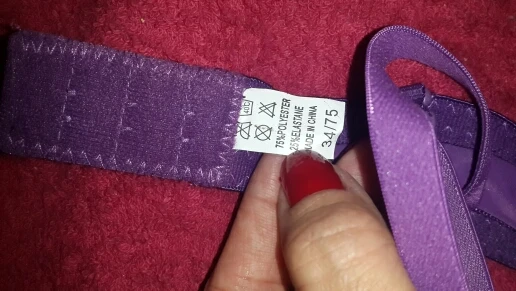 75%POLYESTER
25%ELASTANE
MADE IN CHINA
34/75